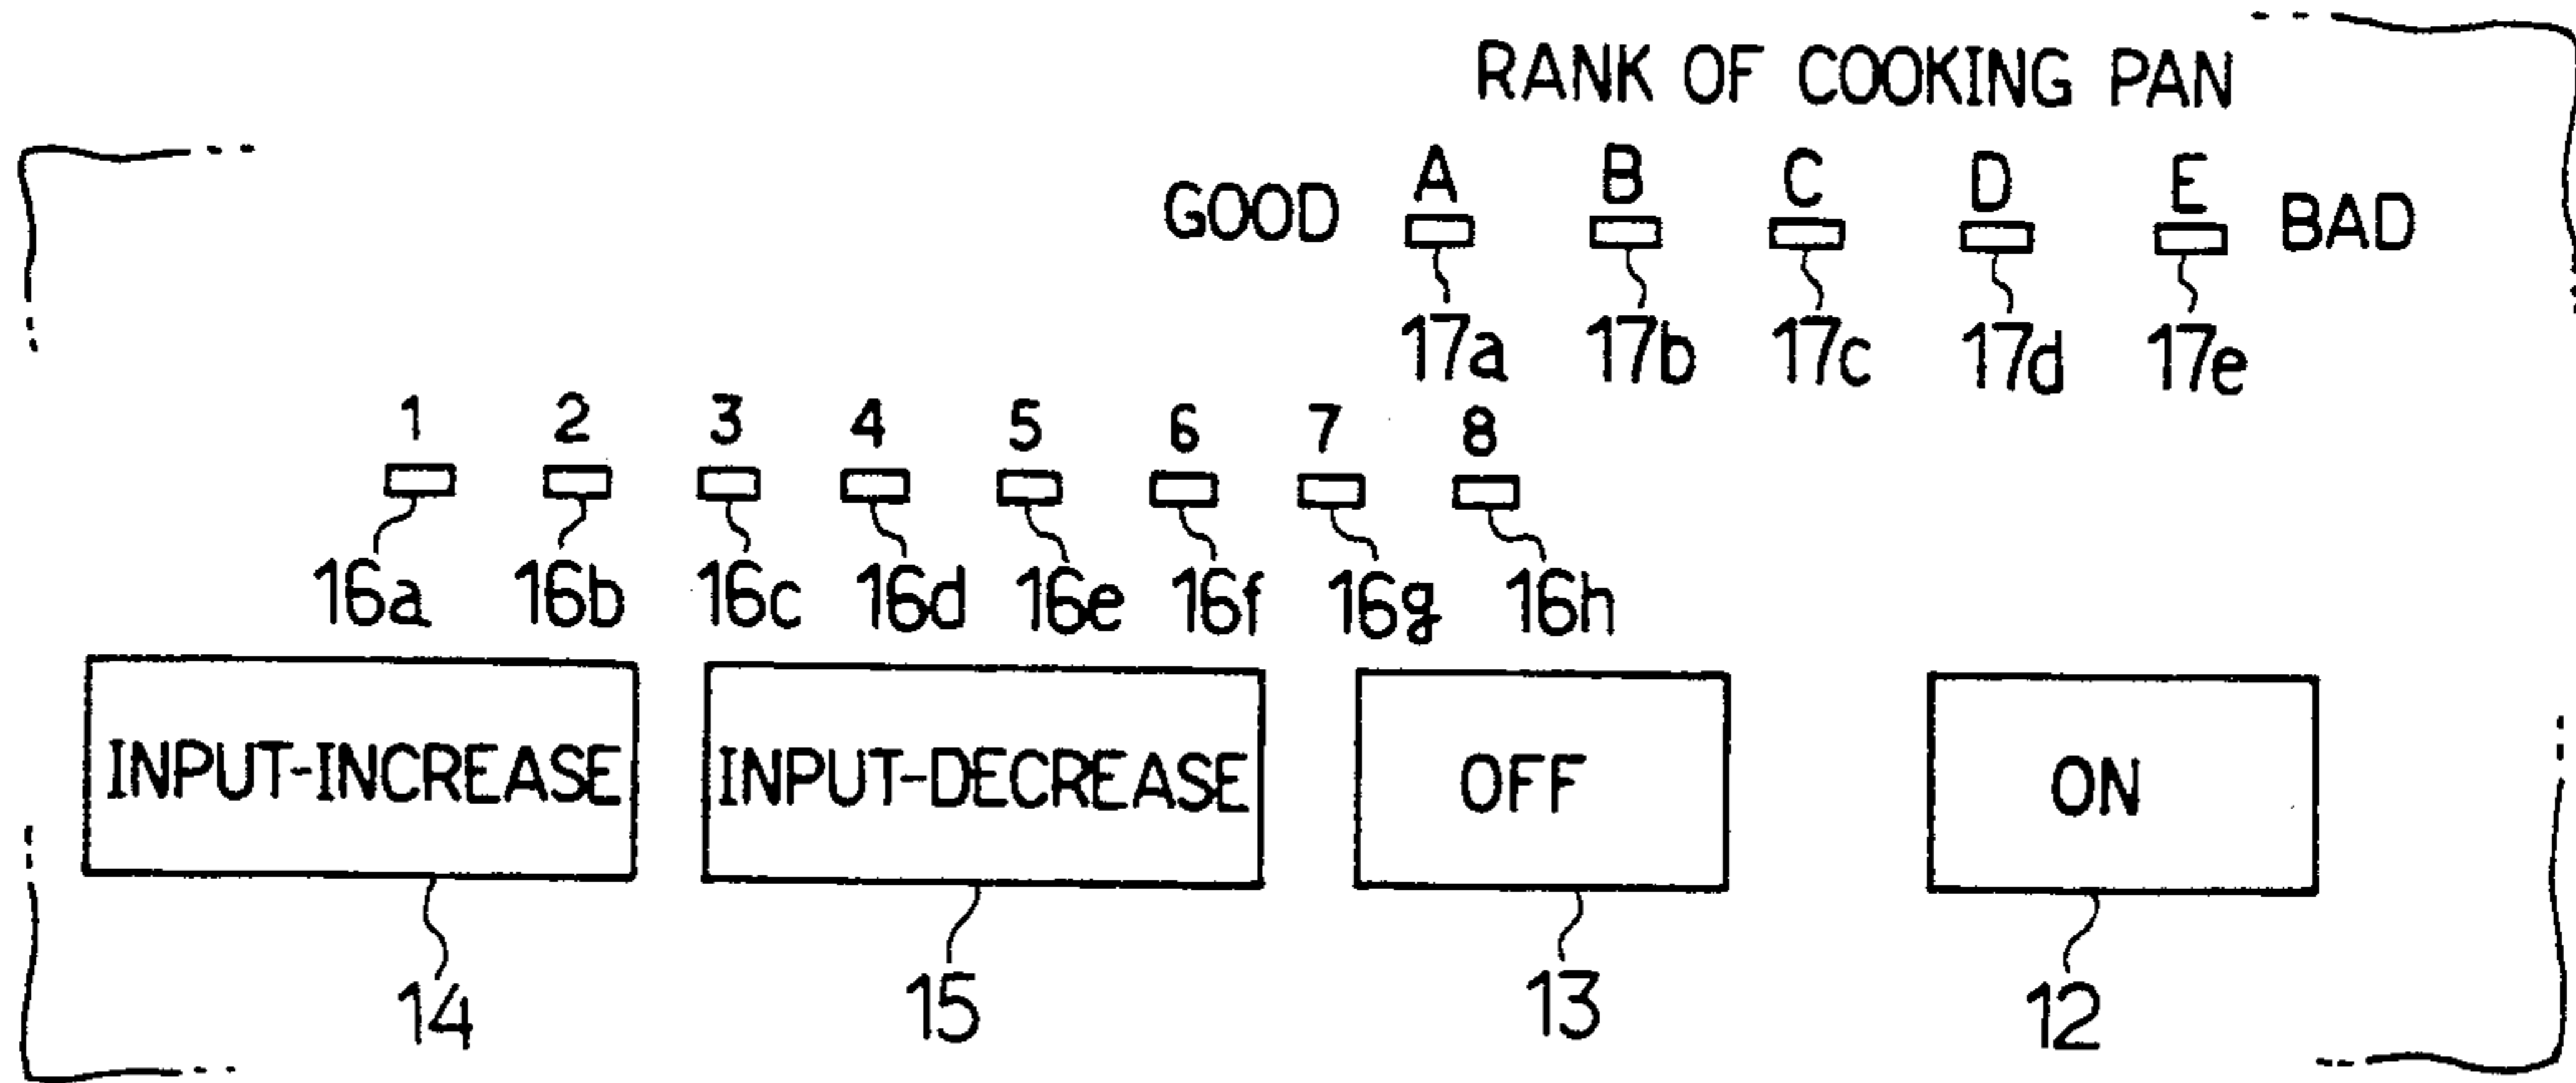 RANK OF COOKING PAN
GOOD A B C D E BAD
17a 17b 17c 17d 17e
1 2 3 4 5 6 7 8
16a 16b 16c 16d 16e 16f 16g 16h
INPUT-INCREASE INPUT-DECREASE OFF ON
14 15 13 12